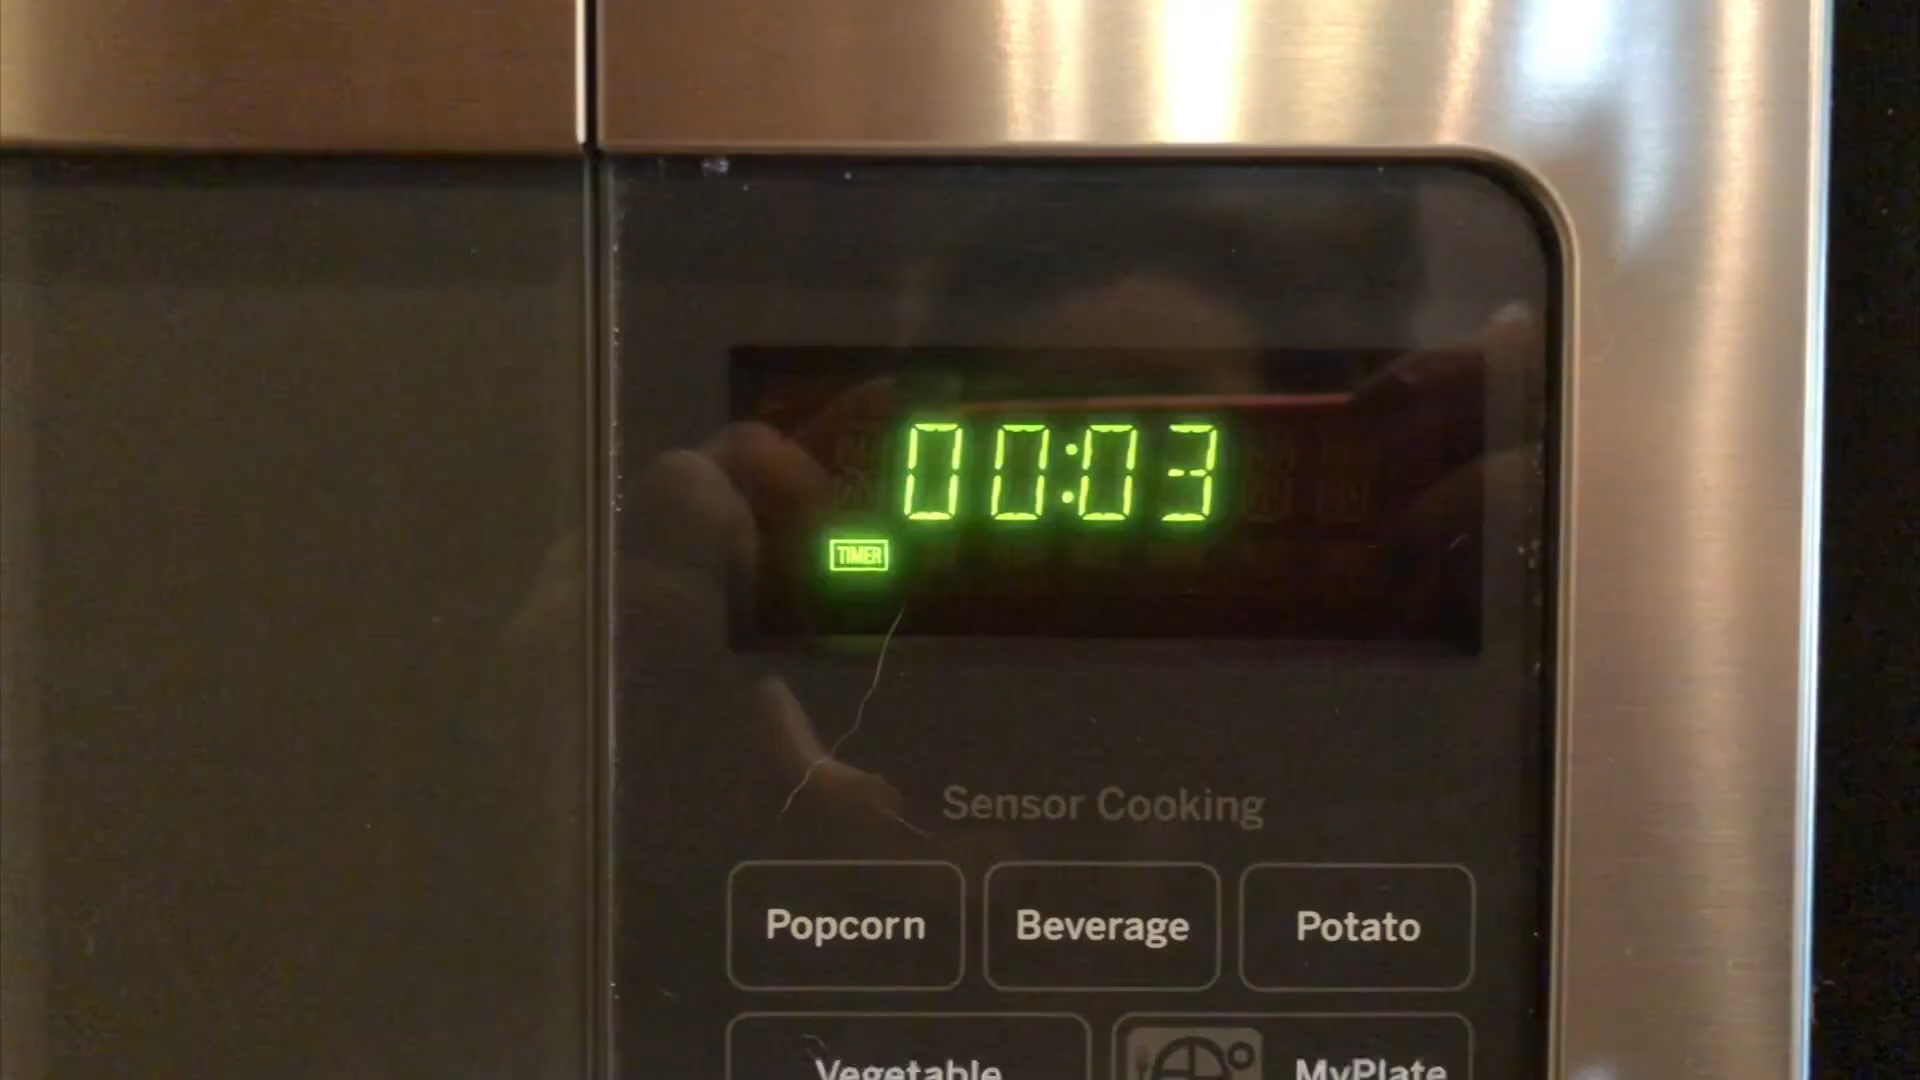 00:03
TIMER
Sensor Cooking
Popcorn Beverage Potato
Vegetable MyPlate